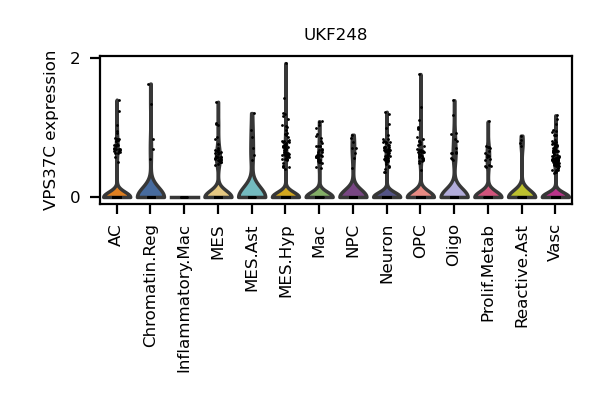 UKF248
VPS37C expression
2
0
AC
Chromatin.Reg
Inflammatory.Mac
MES
MES.Ast
MES.Hyp
Mac
NPC
Neuron
OPC
Oligo
Prolif.Metab
Reactive.Ast
Vasc